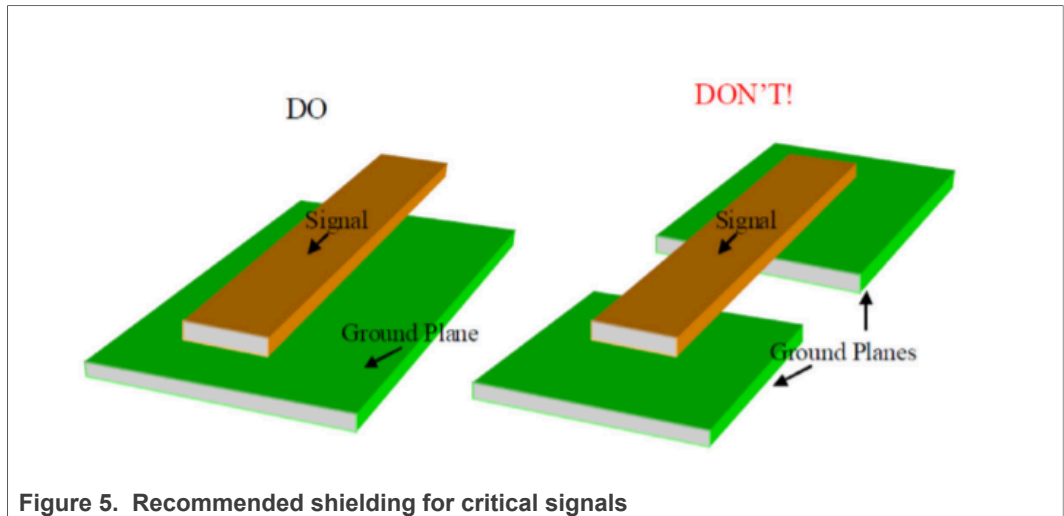 DO
DON'T!
Signal
Signal
Ground Plane
Ground Planes
Figure 5. Recommended shielding for critical signals